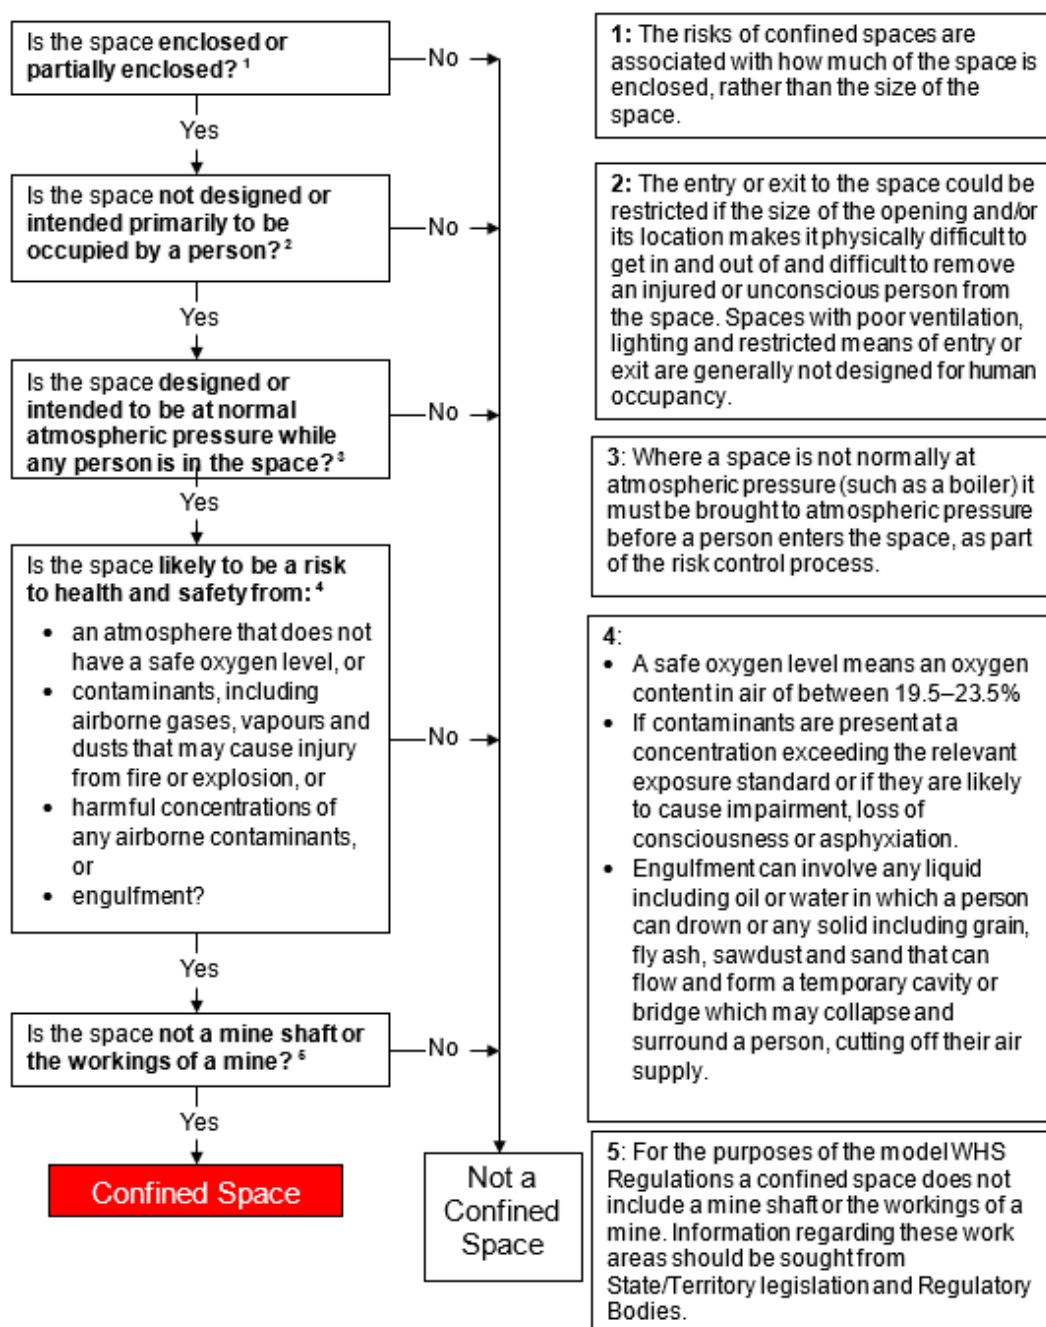 Is the space enclosed or
partially enclosed? 1
No
Yes
Is the space not designed or
intended primarily to be
occupied by a person? 2
No
Yes
Is the space designed or
intended to be at normal
atmospheric pressure while
any person is in the space? 3
No
Yes
Is the space likely to be a risk
to health and safety from: 4
• an atmosphere that does not
have a safe oxygen level, or
• contaminants, including
airborne gases, vapours and
dusts that may cause injury
from fire or explosion, or
• harmful concentrations of
any airborne contaminants,
or
• engulfment?
No
Yes
Is the space not a mine shaft or
the workings of a mine? 5
No
Yes
Confined Space
Not a
Confined
Space
1: The risks of confined spaces are
associated with how much of the space is
enclosed, rather than the size of the
space.
2: The entry or exit to the space could be
restricted if the size of the opening and/or
its location makes it physically difficult to
get in and out of and difficult to remove
an injured or unconscious person from
the space. Spaces with poor ventilation,
lighting and restricted means of entry or
exit are generally not designed for human
occupancy.
3: Where a space is not normally at
atmospheric pressure (such as a boiler) it
must be brought to atmospheric pressure
before a person enters the space, as part
of the risk control process.
4:
• A safe oxygen level means an oxygen
content in air of between 19.5–23.5%
• If contaminants are present at a
concentration exceeding the relevant
exposure standard or if they are likely
to cause impairment, loss of
consciousness or asphyxiation.
• Engulfment can involve any liquid
including oil or water in which a person
can drown or any solid including grain,
fly ash, sawdust and sand that can
flow and form a temporary cavity or
bridge which may collapse and
surround a person, cutting off their air
supply.
5: For the purposes of the model WHS
Regulations a confined space does not
include a mine shaft or the workings of a
mine. Information regarding these work
areas should be sought from
State/Territory legislation and Regulatory
Bodies.